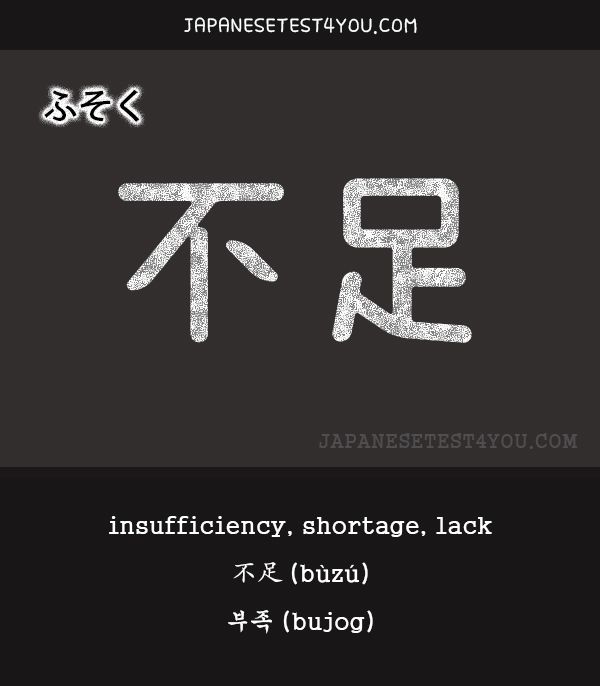 JAPANESETEST4YOU.COM
ふそく
不足
JAPANESETEST4YOU.COM
insufficiency, shortage, lack
不足 (bùzú)
부족 (bujog)